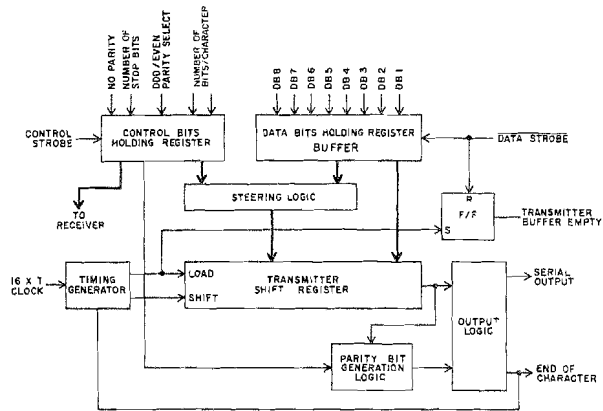 NO PARITY
NUMBER OF
STOP BITS
ODD/EVEN
PARITY SELECT
NUMBER OF
BITS/CHARACTER
DB8
DB7
DB6
DB5
DB4
DB3
DB2
DB1
CONTROL
STROBE
CONTROL BITS
HOLDING REGISTER
DATA BITS HOLDING REGISTER
BUFFER
DATA STROBE
TO
RECEIVER
STEERING LOGIC
R
F/F
S
TRANSMITTER
BUFFER EMPTY
16 X T
CLOCK
TIMING
GENERATOR
LOAD
SHIFT
TRANSMITTER
SHIFT REGISTER
OUTPUT
LOGIC
SERIAL
OUTPUT
PARITY BIT
GENERATION
LOGIC
END OF
CHARACTER